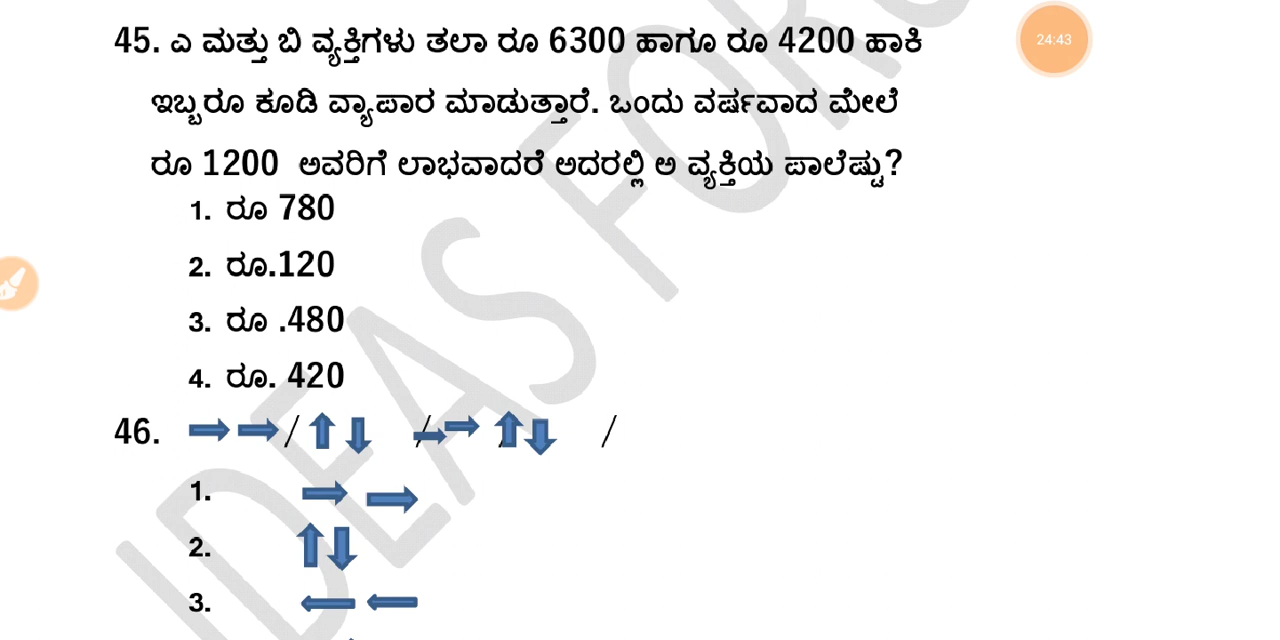 45. ಎ ಮತ್ತು ಬಿ ವ್ಯಕ್ತಿಗಳು ತಲಾ ರೂ 6300 ಹಾಗೂ ರೂ 4200 ಹಾಕಿ
24:43
ಇಬ್ಬರೂ ಕೂಡಿ ವ್ಯಾಪಾರ ಮಾಡುತ್ತಾರೆ. ಒಂದು ವರ್ಷವಾದ ಮೇಲೆ
ರೂ 1200 ಅವರಿಗೆ ಲಾಭವಾದರೆ ಅದರಲ್ಲಿ ಅ ವ್ಯಕ್ತಿಯ ಪಾಲೆಷ್ಟು?
1. ರೂ 780
2. ರೂ.120
3. ರೂ .480
4. ರೂ. 420
46. / / / /
1.
2.
3.
IDEAS FOR